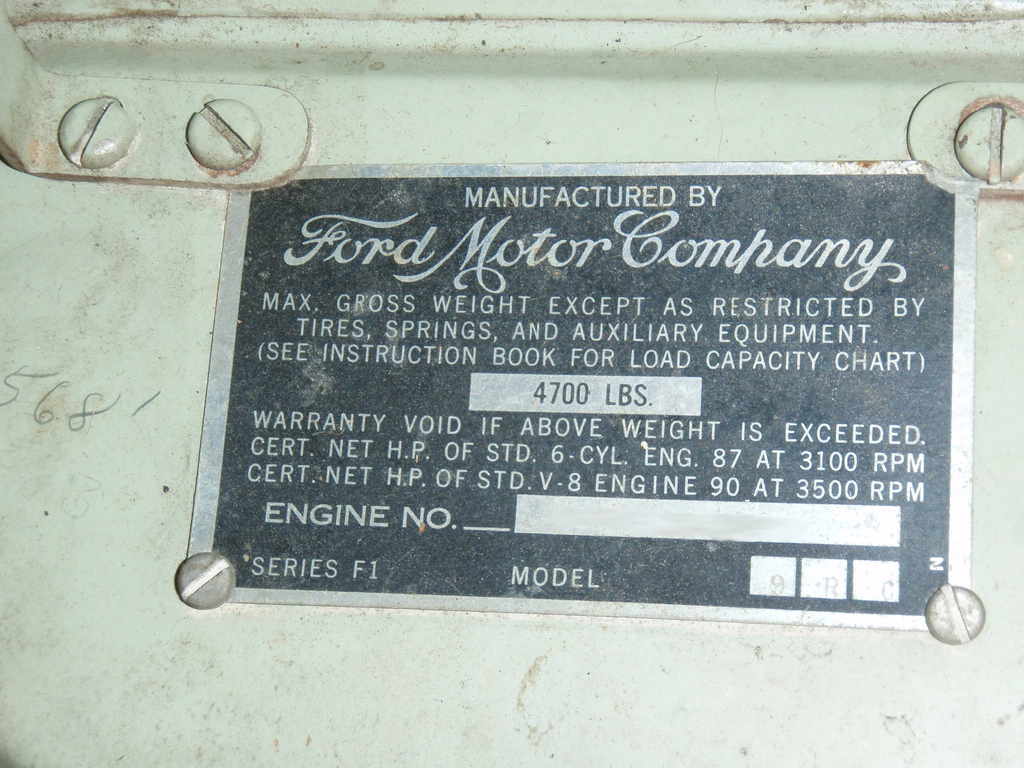 MANUFACTURED BY
Ford Motor Company
MAX. GROSS WEIGHT EXCEPT AS RESTRICTED BY
TIRES, SPRINGS, AND AUXILIARY EQUIPMENT.
(SEE INSTRUCTION BOOK FOR LOAD CAPACITY CHART)
4700 LBS.
WARRANTY VOID IF ABOVE WEIGHT IS EXCEEDED.
CERT. NET H.P. OF STD. 6-CYL. ENG. 87 AT 3100 RPM
CERT. NET H.P. OF STD. V-8 ENGINE 90 AT 3500 RPM
ENGINE NO.
SERIES F1 MODEL 9 R C
N
568